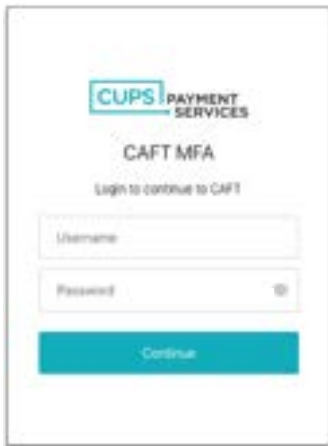 CUPS PAYMENT
SERVICES
CAFT MFA
Login to continue to CAFT
Username
Password
Continue